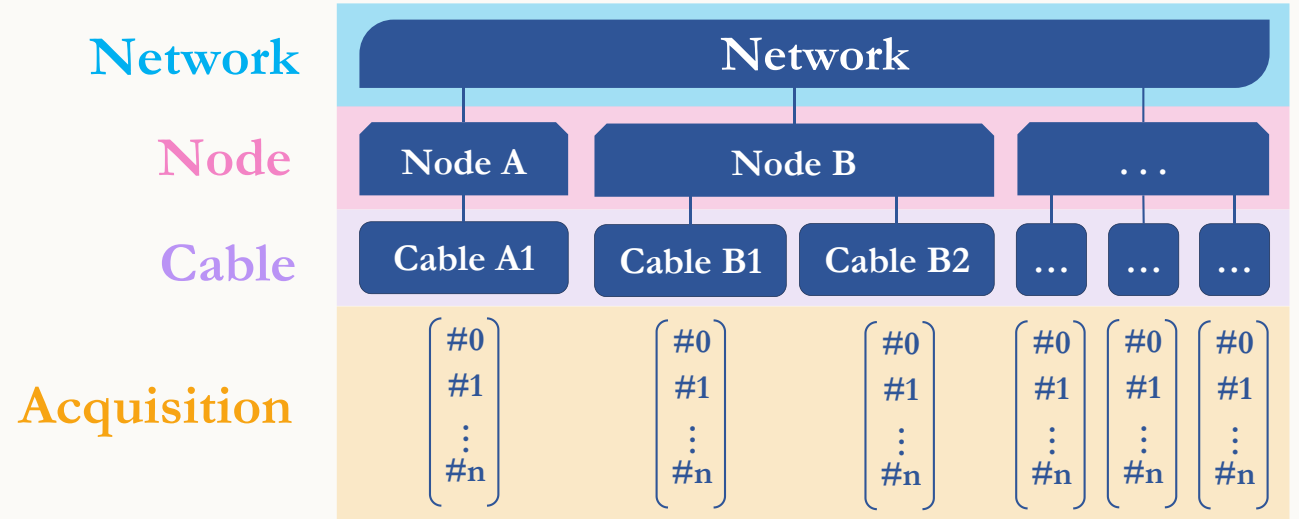 Network
Network
Node
Node A
Node B
...
Cable
Cable A1
Cable B1
Cable B2
...
...
...
Acquisition
#0
#1
⋮
#n
#0
#1
⋮
#n
#0
#1
⋮
#n
#0
#1
⋮
#n
#0
#1
⋮
#n
#0
#1
⋮
#n